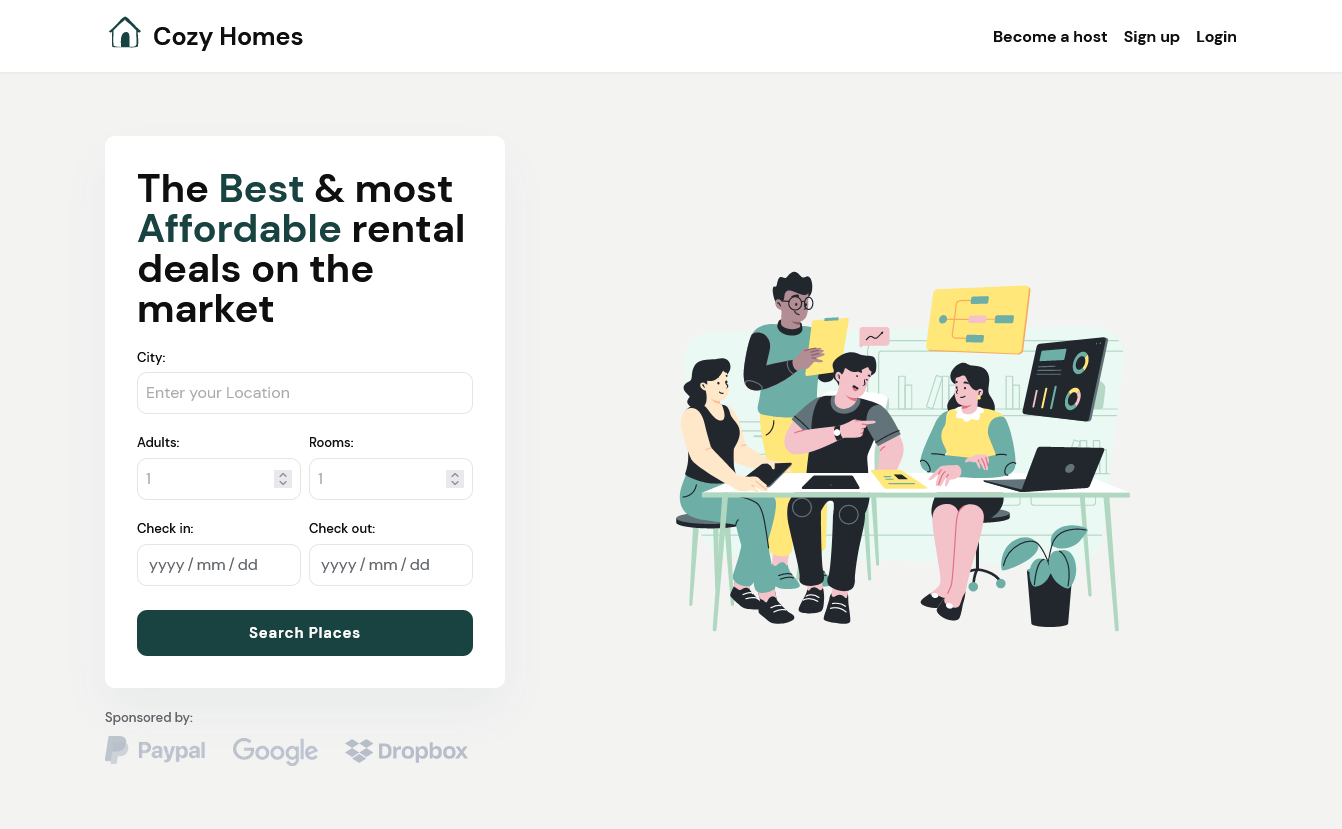 Cozy Homes
Become a host Sign up Login
The Best & most
Affordable rental
deals on the
market
City:
Enter your Location
Adults: Rooms:
1 1
Check in: Check out:
yyyy / mm / dd yyyy / mm / dd
Search Places
Sponsored by:
Paypal Google Dropbox